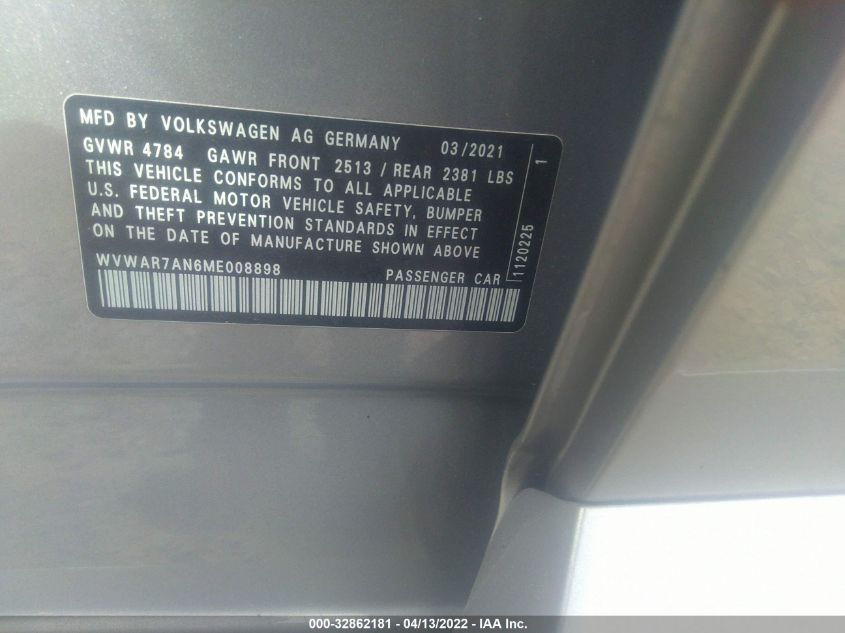 MFD BY VOLKSWAGEN AG GERMANY 03/2021
GVWR 4784 GAWR FRONT 2513 / REAR 2381 LBS
THIS VEHICLE CONFORMS TO ALL APPLICABLE
U.S. FEDERAL MOTOR VEHICLE SAFETY, BUMPER
AND THEFT PREVENTION STANDARDS IN EFFECT
ON THE DATE OF MANUFACTURE SHOWN ABOVE
WVWAR7AN6ME008898 PASSENGER CAR
1120225 1
000-32862181 - 04/13/2022 - IAA Inc.